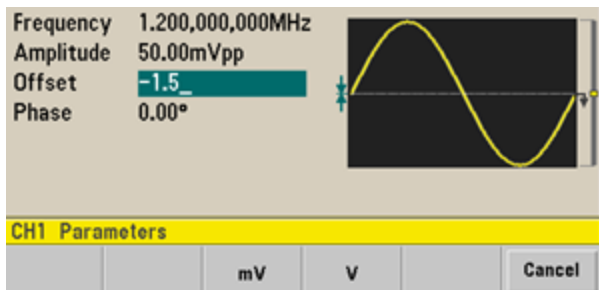 Frequency 1.200,000,000MHz
Amplitude 50.00mVpp
Offset -1.5_
Phase 0.00°
CH1 Parameters
mV V Cancel